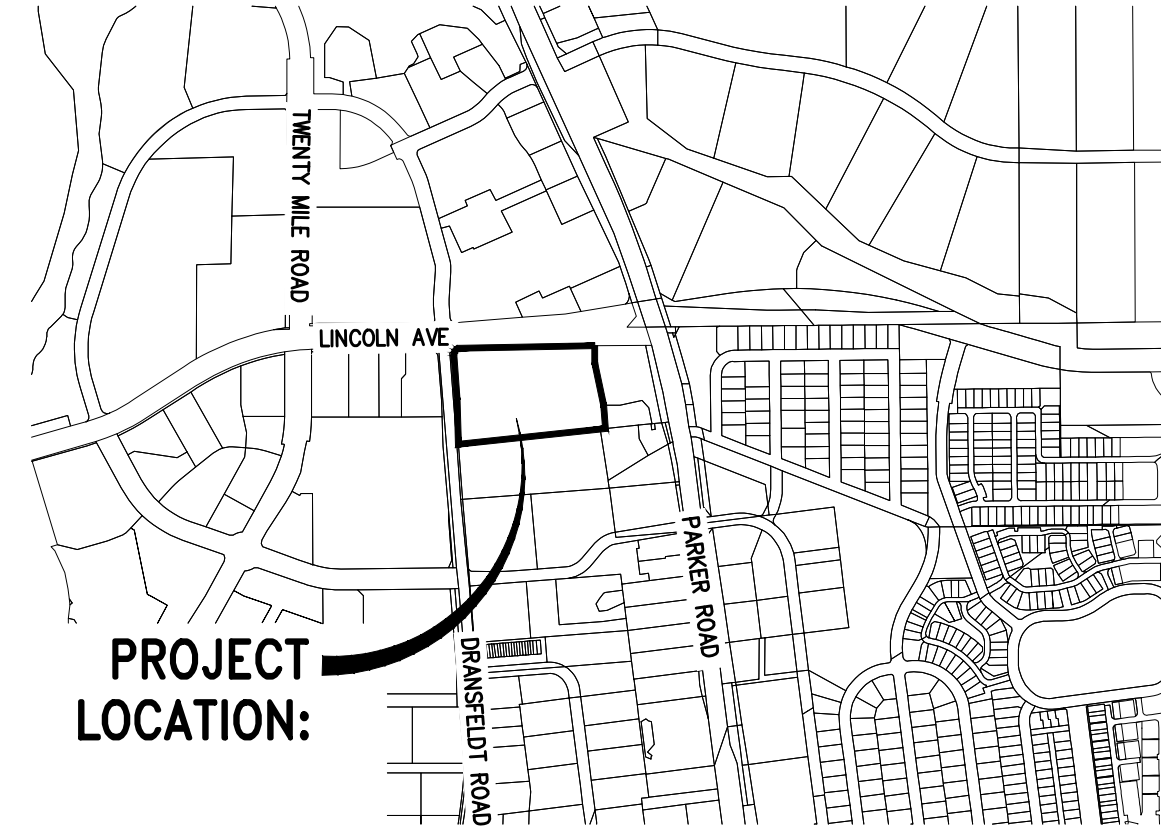 TWENTY MILE ROAD
LINCOLN AVE
PARKER ROAD
PROJECT
LOCATION:
DRANSFELDT ROAD